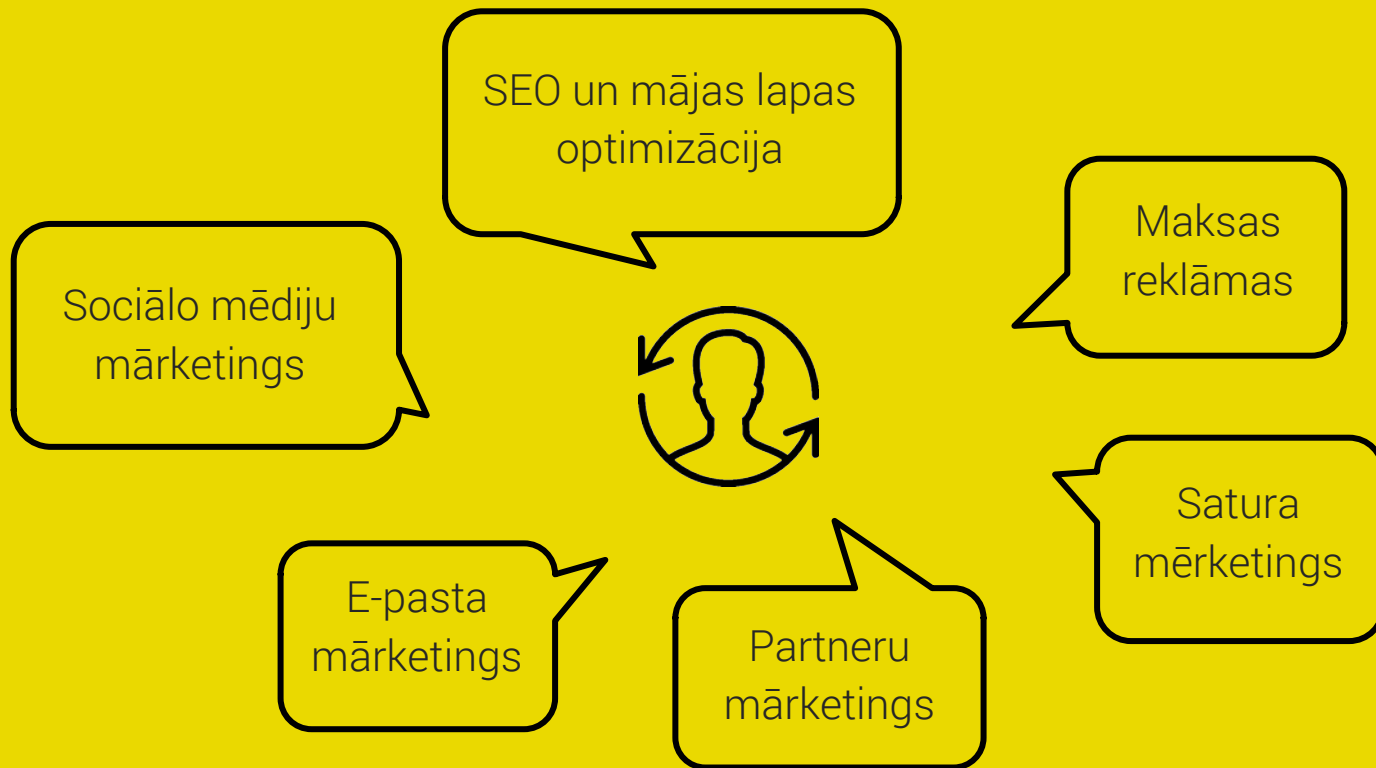 SEO un mājas lapas
optimizācija
Maksas
reklāmas
Sociālo mēdiju
mārketings
Satura
mērketings
E-pasta
mārketings
Partneru
mārketings